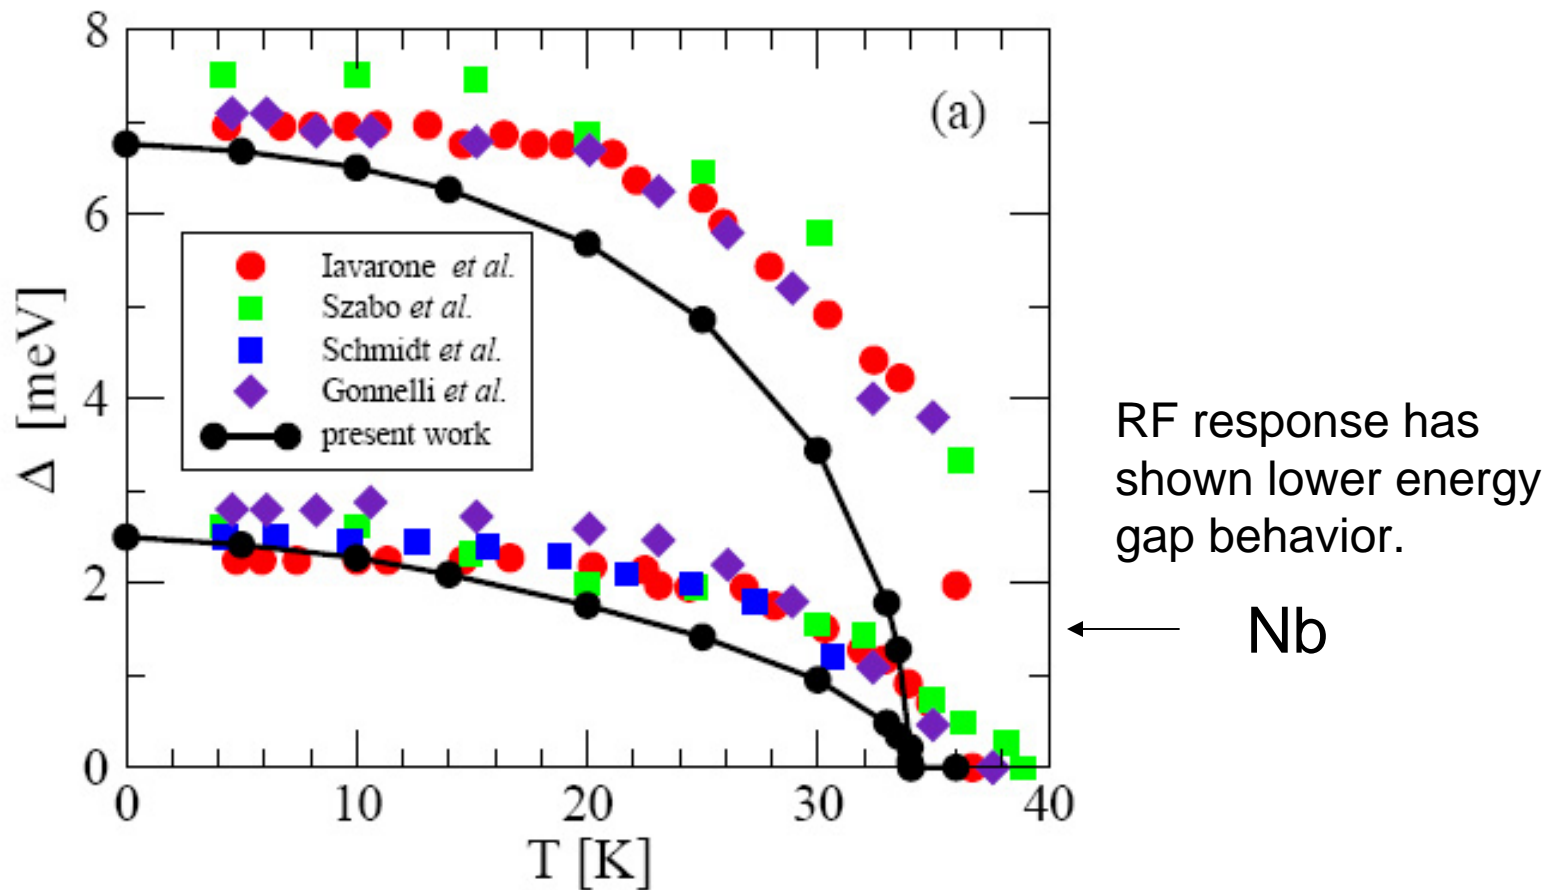 8
6
4
2
0
Δ [meV]
(a)
Iavarone et al.
Szabo et al.
Schmidt et al.
Gonnelli et al.
present work
0 10 20 30 40
T [K]
RF response has
shown lower energy
gap behavior.
Nb